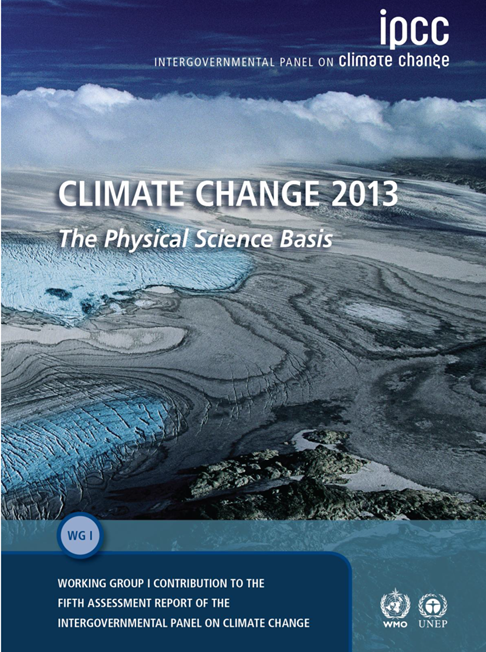 ipcc
INTERGOVERNMENTAL PANEL ON climate change
CLIMATE CHANGE 2013
The Physical Science Basis
WG I
WORKING GROUP I CONTRIBUTION TO THE
FIFTH ASSESSMENT REPORT OF THE
INTERGOVERNMENTAL PANEL ON CLIMATE CHANGE
WMO UNEP